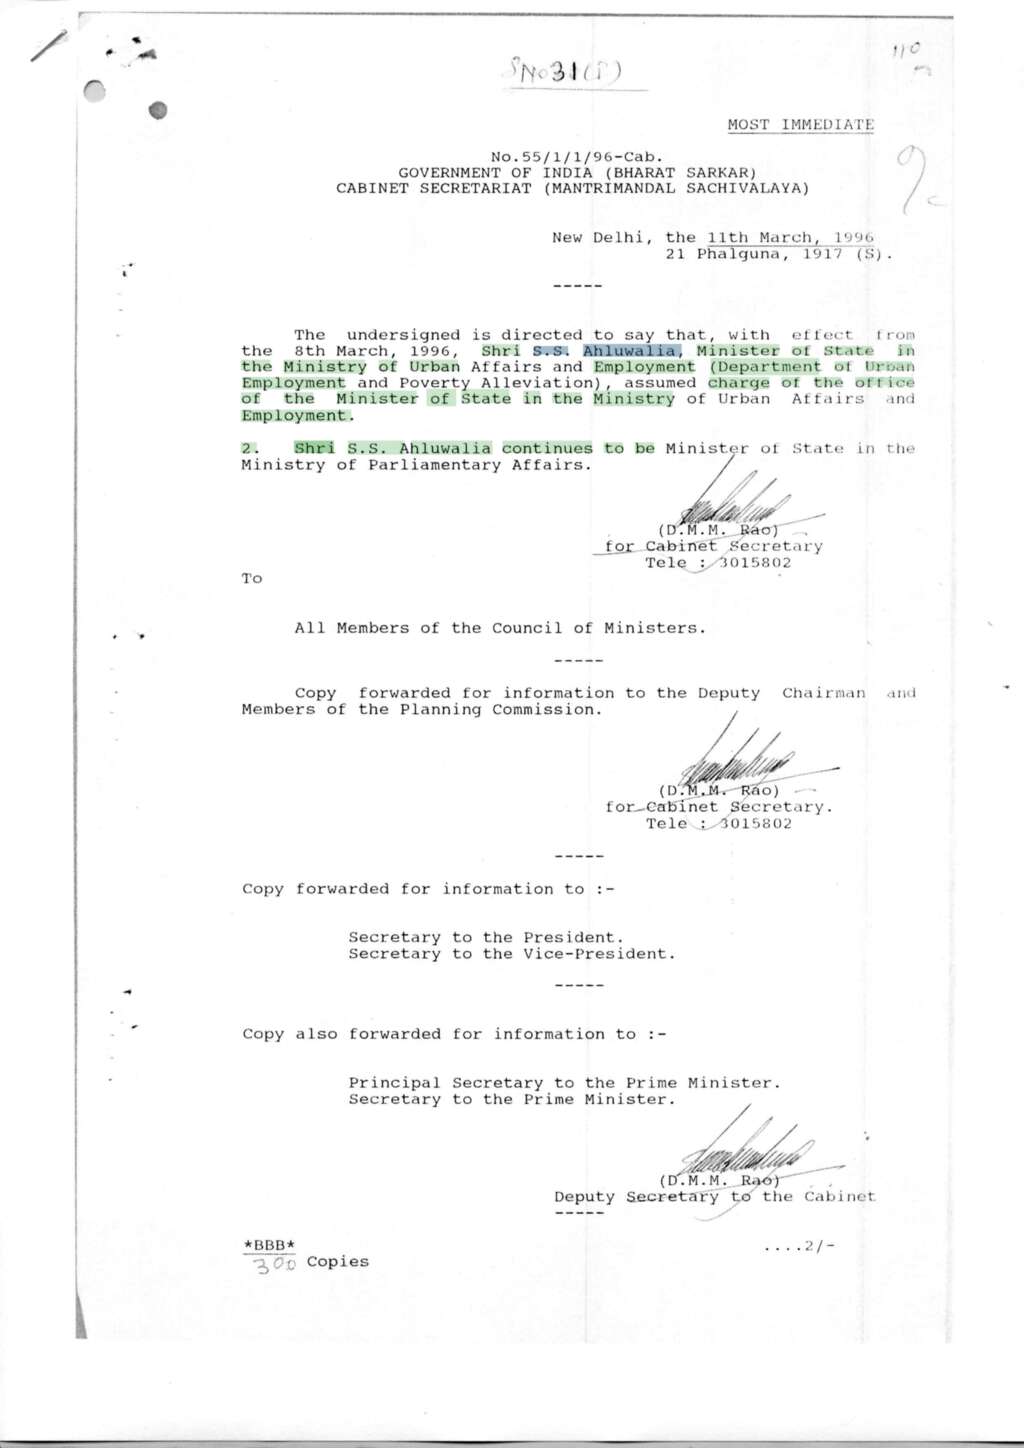 SNo 31(P)
110
MOST IMMEDIATE
No.55/1/1/96-Cab.
GOVERNMENT OF INDIA (BHARAT SARKAR)
CABINET SECRETARIAT (MANTRIMANDAL SACHIVALAYA)
New Delhi, the 11th March, 1996
21 Phalguna, 1917 (S).
-----
The undersigned is directed to say that, with effect from
the 8th March, 1996, Shri S.S. Ahluwalia, Minister of State in
the Ministry of Urban Affairs and Employment (Department of Urban
Employment and Poverty Alleviation), assumed charge of the office
of the Minister of State in the Ministry of Urban Affairs and
Employment.
2. Shri S.S. Ahluwalia continues to be Minister of State in the
Ministry of Parliamentary Affairs.
(D.M.M. Rao)
for Cabinet Secretary
Tele : 3015802
To
All Members of the Council of Ministers.
-----
Copy forwarded for information to the Deputy Chairman and
Members of the Planning Commission.
(D.M.M. Rao)
for Cabinet Secretary.
Tele : 3015802
-----
Copy forwarded for information to :-
Secretary to the President.
Secretary to the Vice-President.
-----
Copy also forwarded for information to :-
Principal Secretary to the Prime Minister.
Secretary to the Prime Minister.
(D.M.M. Rao)
Deputy Secretary to the Cabinet
-----
*BBB*
....2/-
300 Copies